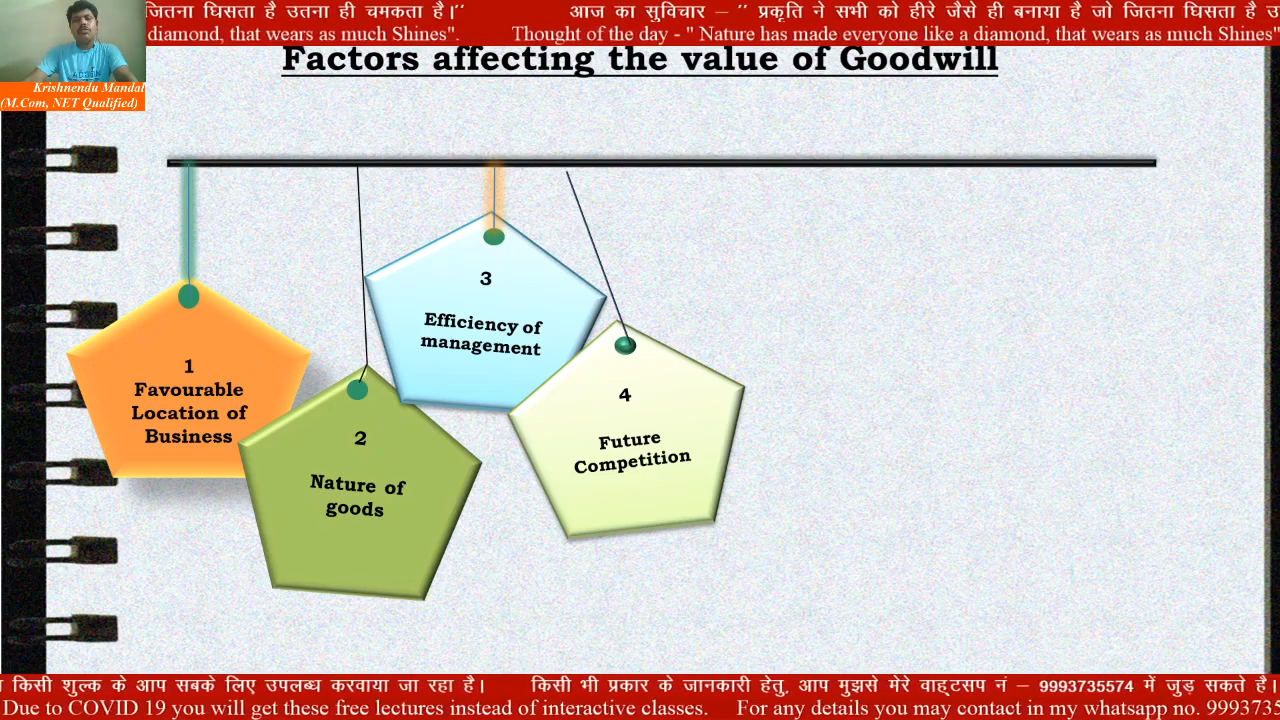 जितना घिसता है उतना ही चमकता है।" आज का सुविचार – " प्रकृति ने सभी को हीरे जैसे ही बनाया है जो जितना घिसता है
diamond, that wears as much Shines". Thought of the day - " Nature has made everyone like a diamond, that wears as much Shines"
Factors affecting the value of Goodwill
Krishnendu Mandal
(M.Com, NET Qualified)
1
Favourable
Location of
Business
2
Nature of
goods
3
Efficiency of
management
4
Future
Competition
किसी शुल्क के आप सबके लिए उपलब्ध करवाया जा रहा है। किसी भी प्रकार के जानकारी हेतु, आप मुझसे मेरे वाह्टसप नं – 9993735574 में जुड़ सकते है।
Due to COVID 19 you will get these free lectures instead of interactive classes. For any details you may contact in my whatsapp no. 9993735